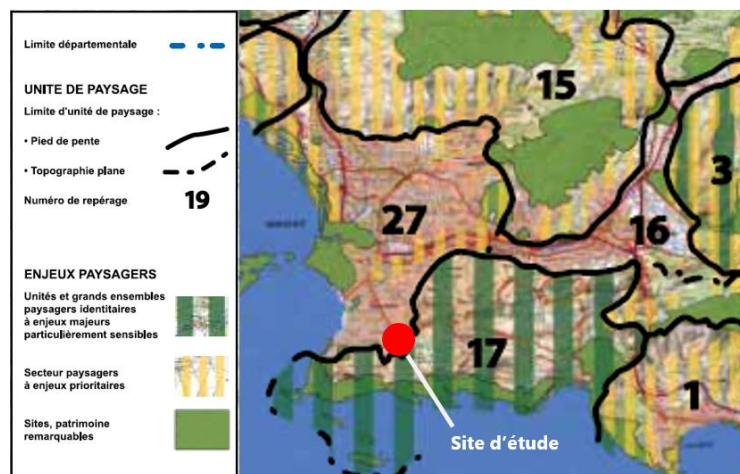 Limite départementale
UNITE DE PAYSAGE
Limite d'unité de paysage :
• Pied de pente
• Topographie plane
Numéro de repérage
19
ENJEUX PAYSAGERS
Unités et grands ensembles
paysagers identitaires
à enjeux majeurs
particulièrement sensibles
Secteur paysagers
à enjeux prioritaires
Sites, patrimoine
remarquables
15
3
27
16
17
1
Site d'étude